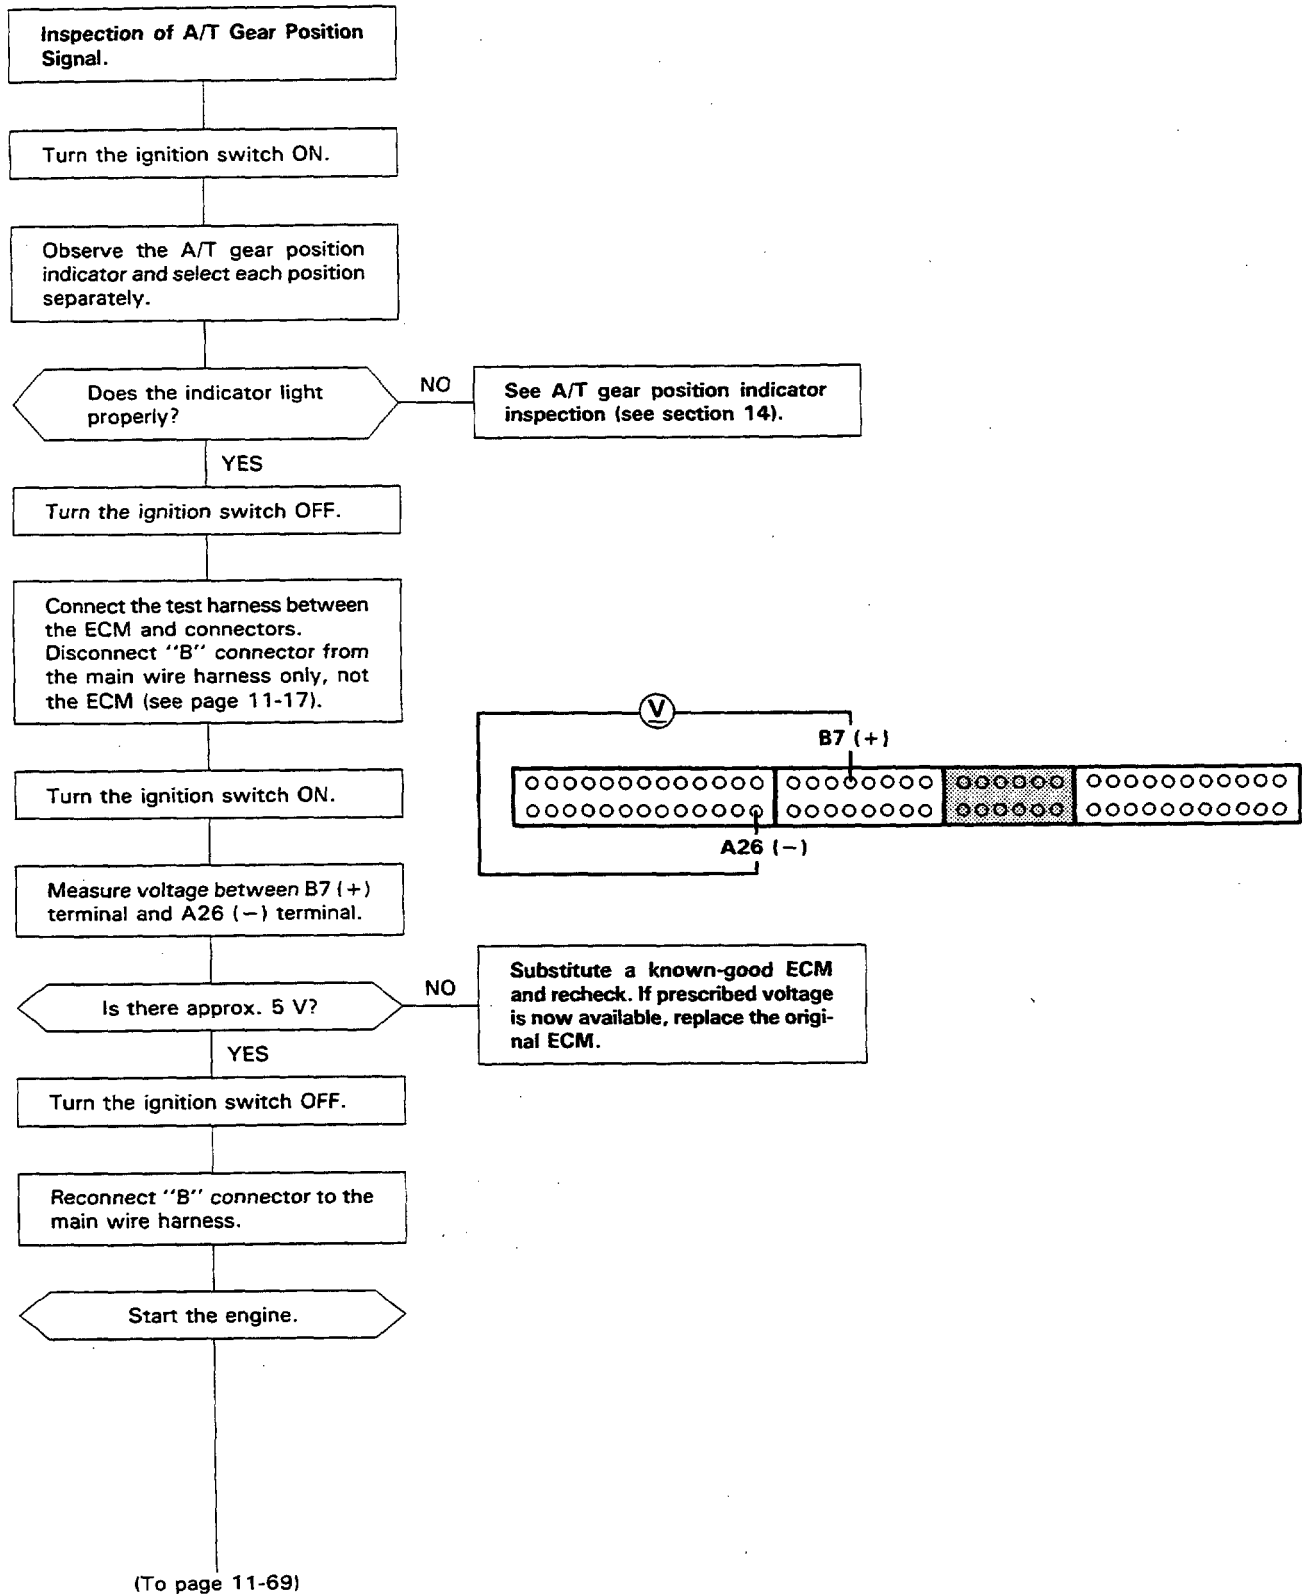 Inspection of A/T Gear Position
Signal.
Turn the ignition switch ON.
Observe the A/T gear position
indicator and select each position
separately.
Does the indicator light
properly?
NO
See A/T gear position indicator
inspection (see section 14).
YES
Turn the ignition switch OFF.
Connect the test harness between
the ECM and connectors.
Disconnect "B" connector from
the main wire harness only, not
the ECM (see page 11-17).
V
B7 (+)
A26 (−)
Turn the ignition switch ON.
Measure voltage between B7 (+)
terminal and A26 (−) terminal.
Is there approx. 5 V?
NO
Substitute a known-good ECM
and recheck. If prescribed voltage
is now available, replace the origi-
nal ECM.
YES
Turn the ignition switch OFF.
Reconnect "B" connector to the
main wire harness.
Start the engine.
(To page 11-69)